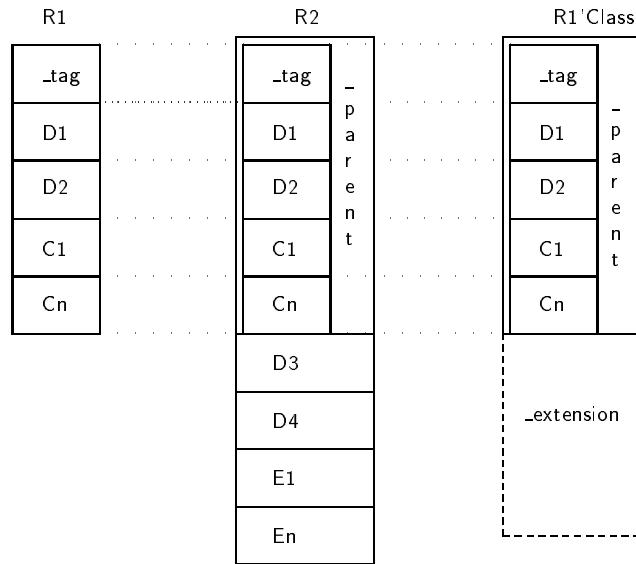 R1 R2 R1'Class
_tag _tag _tag
D1 D1 D1
D2 D2 D2
C1 C1 C1
Cn Cn Cn
_parent
_parent
D3
D4
_extension
E1
En